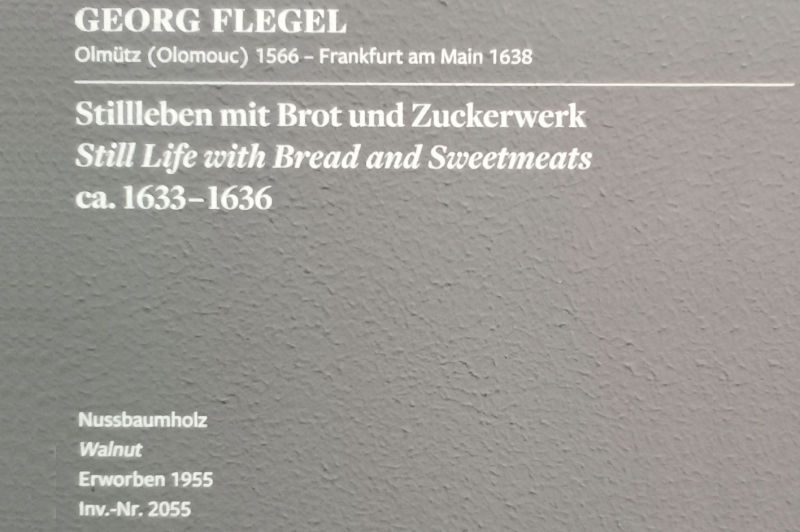 GEORG FLEGEL
Olmütz (Olomouc) 1566 – Frankfurt am Main 1638
Stillleben mit Brot und Zuckerwerk
Still Life with Bread and Sweetmeats
ca. 1633–1636
Nussbaumholz
Walnut
Erworben 1955
Inv.-Nr. 2055